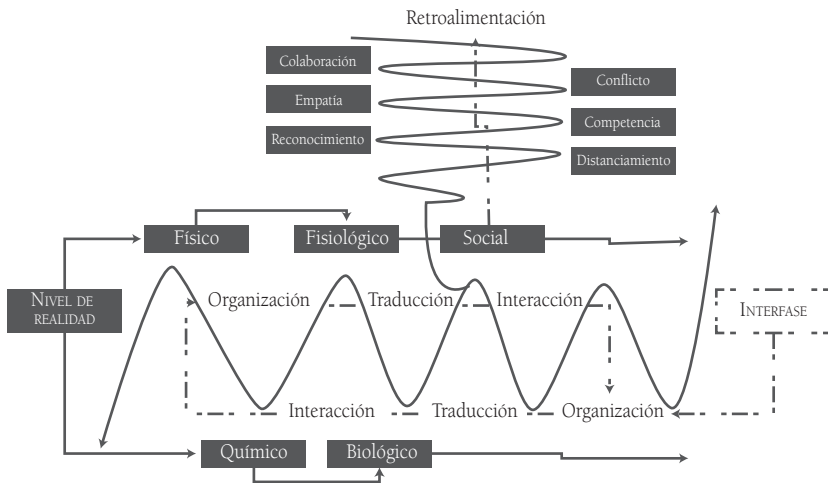 Retroalimentación
Colaboración
Conflicto
Empatía
Competencia
Reconocimiento
Distanciamiento
Físico
Fisiológico
Social
NIVEL DE
REALIDAD
Organización
Traducción
Interacción
INTERFASE
Interacción
Traducción
Organización
Químico
Biológico